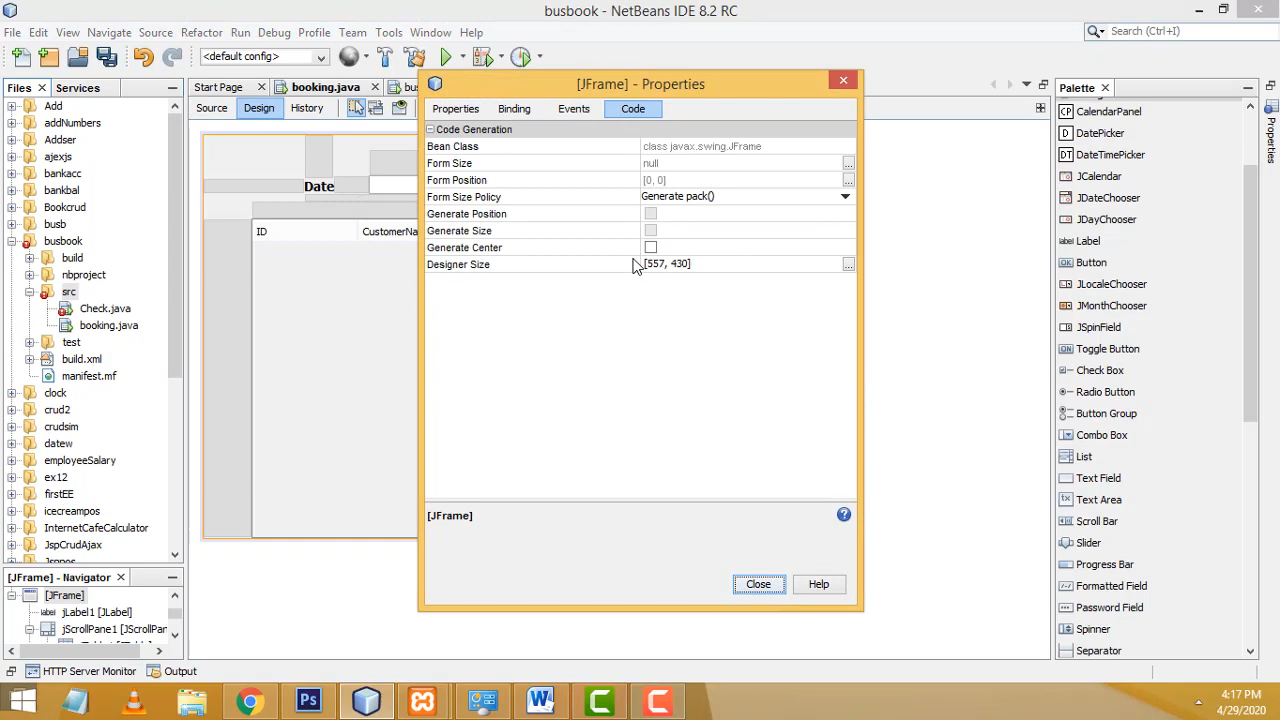 busbook - NetBeans IDE 8.2 RC
File Edit View Navigate Source Refactor Run Debug Profile Team Tools Window Help
Search (Ctrl+I)
<default config>
Files
Services
Start Page
booking.java
bu
Source
Design
History
Date
ID
CustomerNa
Add
addNumbers
Addser
ajexjs
bankacc
bankbal
Bookcrud
busb
busbook
build
nbproject
src
Check.java
booking.java
test
build.xml
manifest.mf
clock
crud2
crudsim
datew
employeeSalary
ex12
firstEE
icecreampos
InternetCafeCalculator
JspCrudAjax
Jsppos
[JFrame] - Navigator
[JFrame]
jLabel1 [JLabel]
jScrollPane1 [JScrollPan
[JFrame] - Properties
Properties
Binding
Events
Code
Code Generation
Bean Class class javax.swing.JFrame
Form Size null ...
Form Position [0, 0] ...
Form Size Policy Generate pack()
Generate Position
Generate Size
Generate Center
Designer Size [557, 430] ...
[JFrame]
Close
Help
Palette
CalendarPanel
DatePicker
DateTimePicker
JCalendar
JDateChooser
JDayChooser
Label
Button
JLocaleChooser
JMonthChooser
JSpinField
Toggle Button
Check Box
Radio Button
Button Group
Combo Box
List
Text Field
Text Area
Scroll Bar
Slider
Progress Bar
Formatted Field
Password Field
Spinner
Separator
Properties
HTTP Server Monitor
Output
4:17 PM
4/29/2020